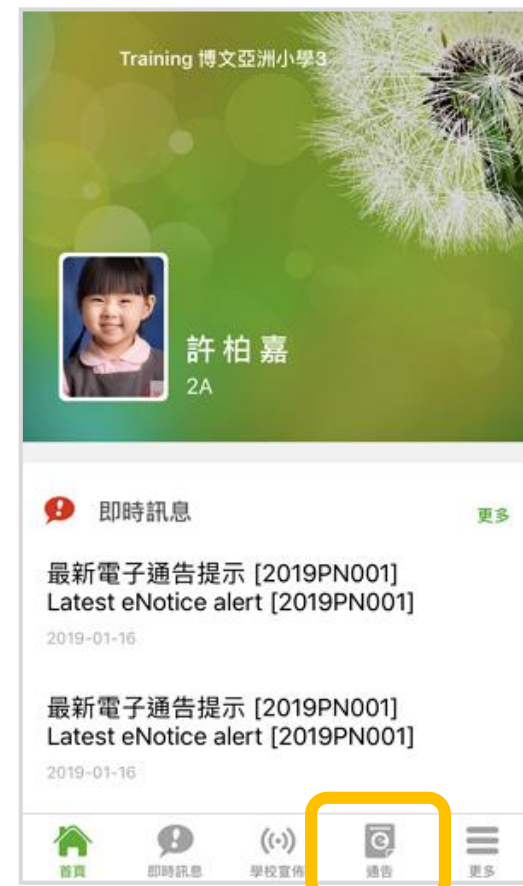 Training 博文亞洲小學3
許柏嘉
2A
即時訊息
更多
最新電子通告提示 [2019PN001]
Latest eNotice alert [2019PN001]
2019-01-16
最新電子通告提示 [2019PN001]
Latest eNotice alert [2019PN001]
2019-01-16
首頁
即時訊息
學校宣佈
通告
更多